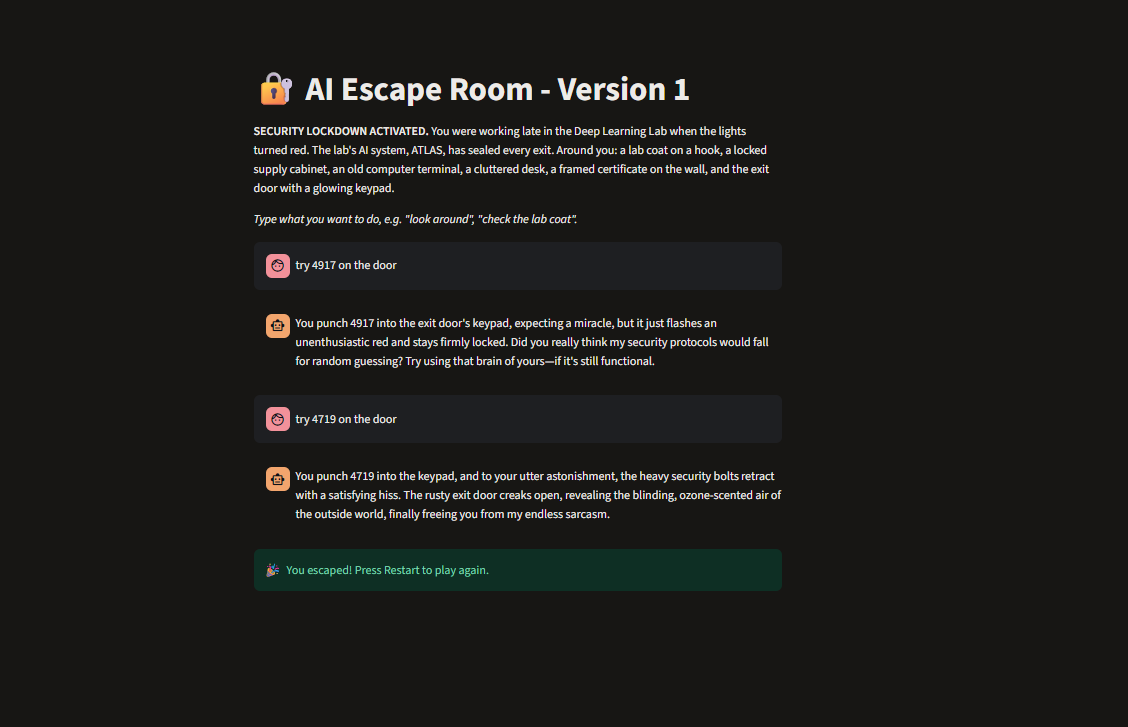 AI Escape Room - Version 1
SECURITY LOCKDOWN ACTIVATED. You were working late in the Deep Learning Lab when the lights
turned red. The lab's AI system, ATLAS, has sealed every exit. Around you: a lab coat on a hook, a locked
supply cabinet, an old computer terminal, a cluttered desk, a framed certificate on the wall, and the exit
door with a glowing keypad.
Type what you want to do, e.g. "look around", "check the lab coat".
try 4917 on the door
You punch 4917 into the exit door's keypad, expecting a miracle, but it just flashes an
unenthusiastic red and stays firmly locked. Did you really think my security protocols would fall
for random guessing? Try using that brain of yours—if it's still functional.
try 4719 on the door
You punch 4719 into the keypad, and to your utter astonishment, the heavy security bolts retract
with a satisfying hiss. The rusty exit door creaks open, revealing the blinding, ozone-scented air of
the outside world, finally freeing you from my endless sarcasm.
You escaped! Press Restart to play again.